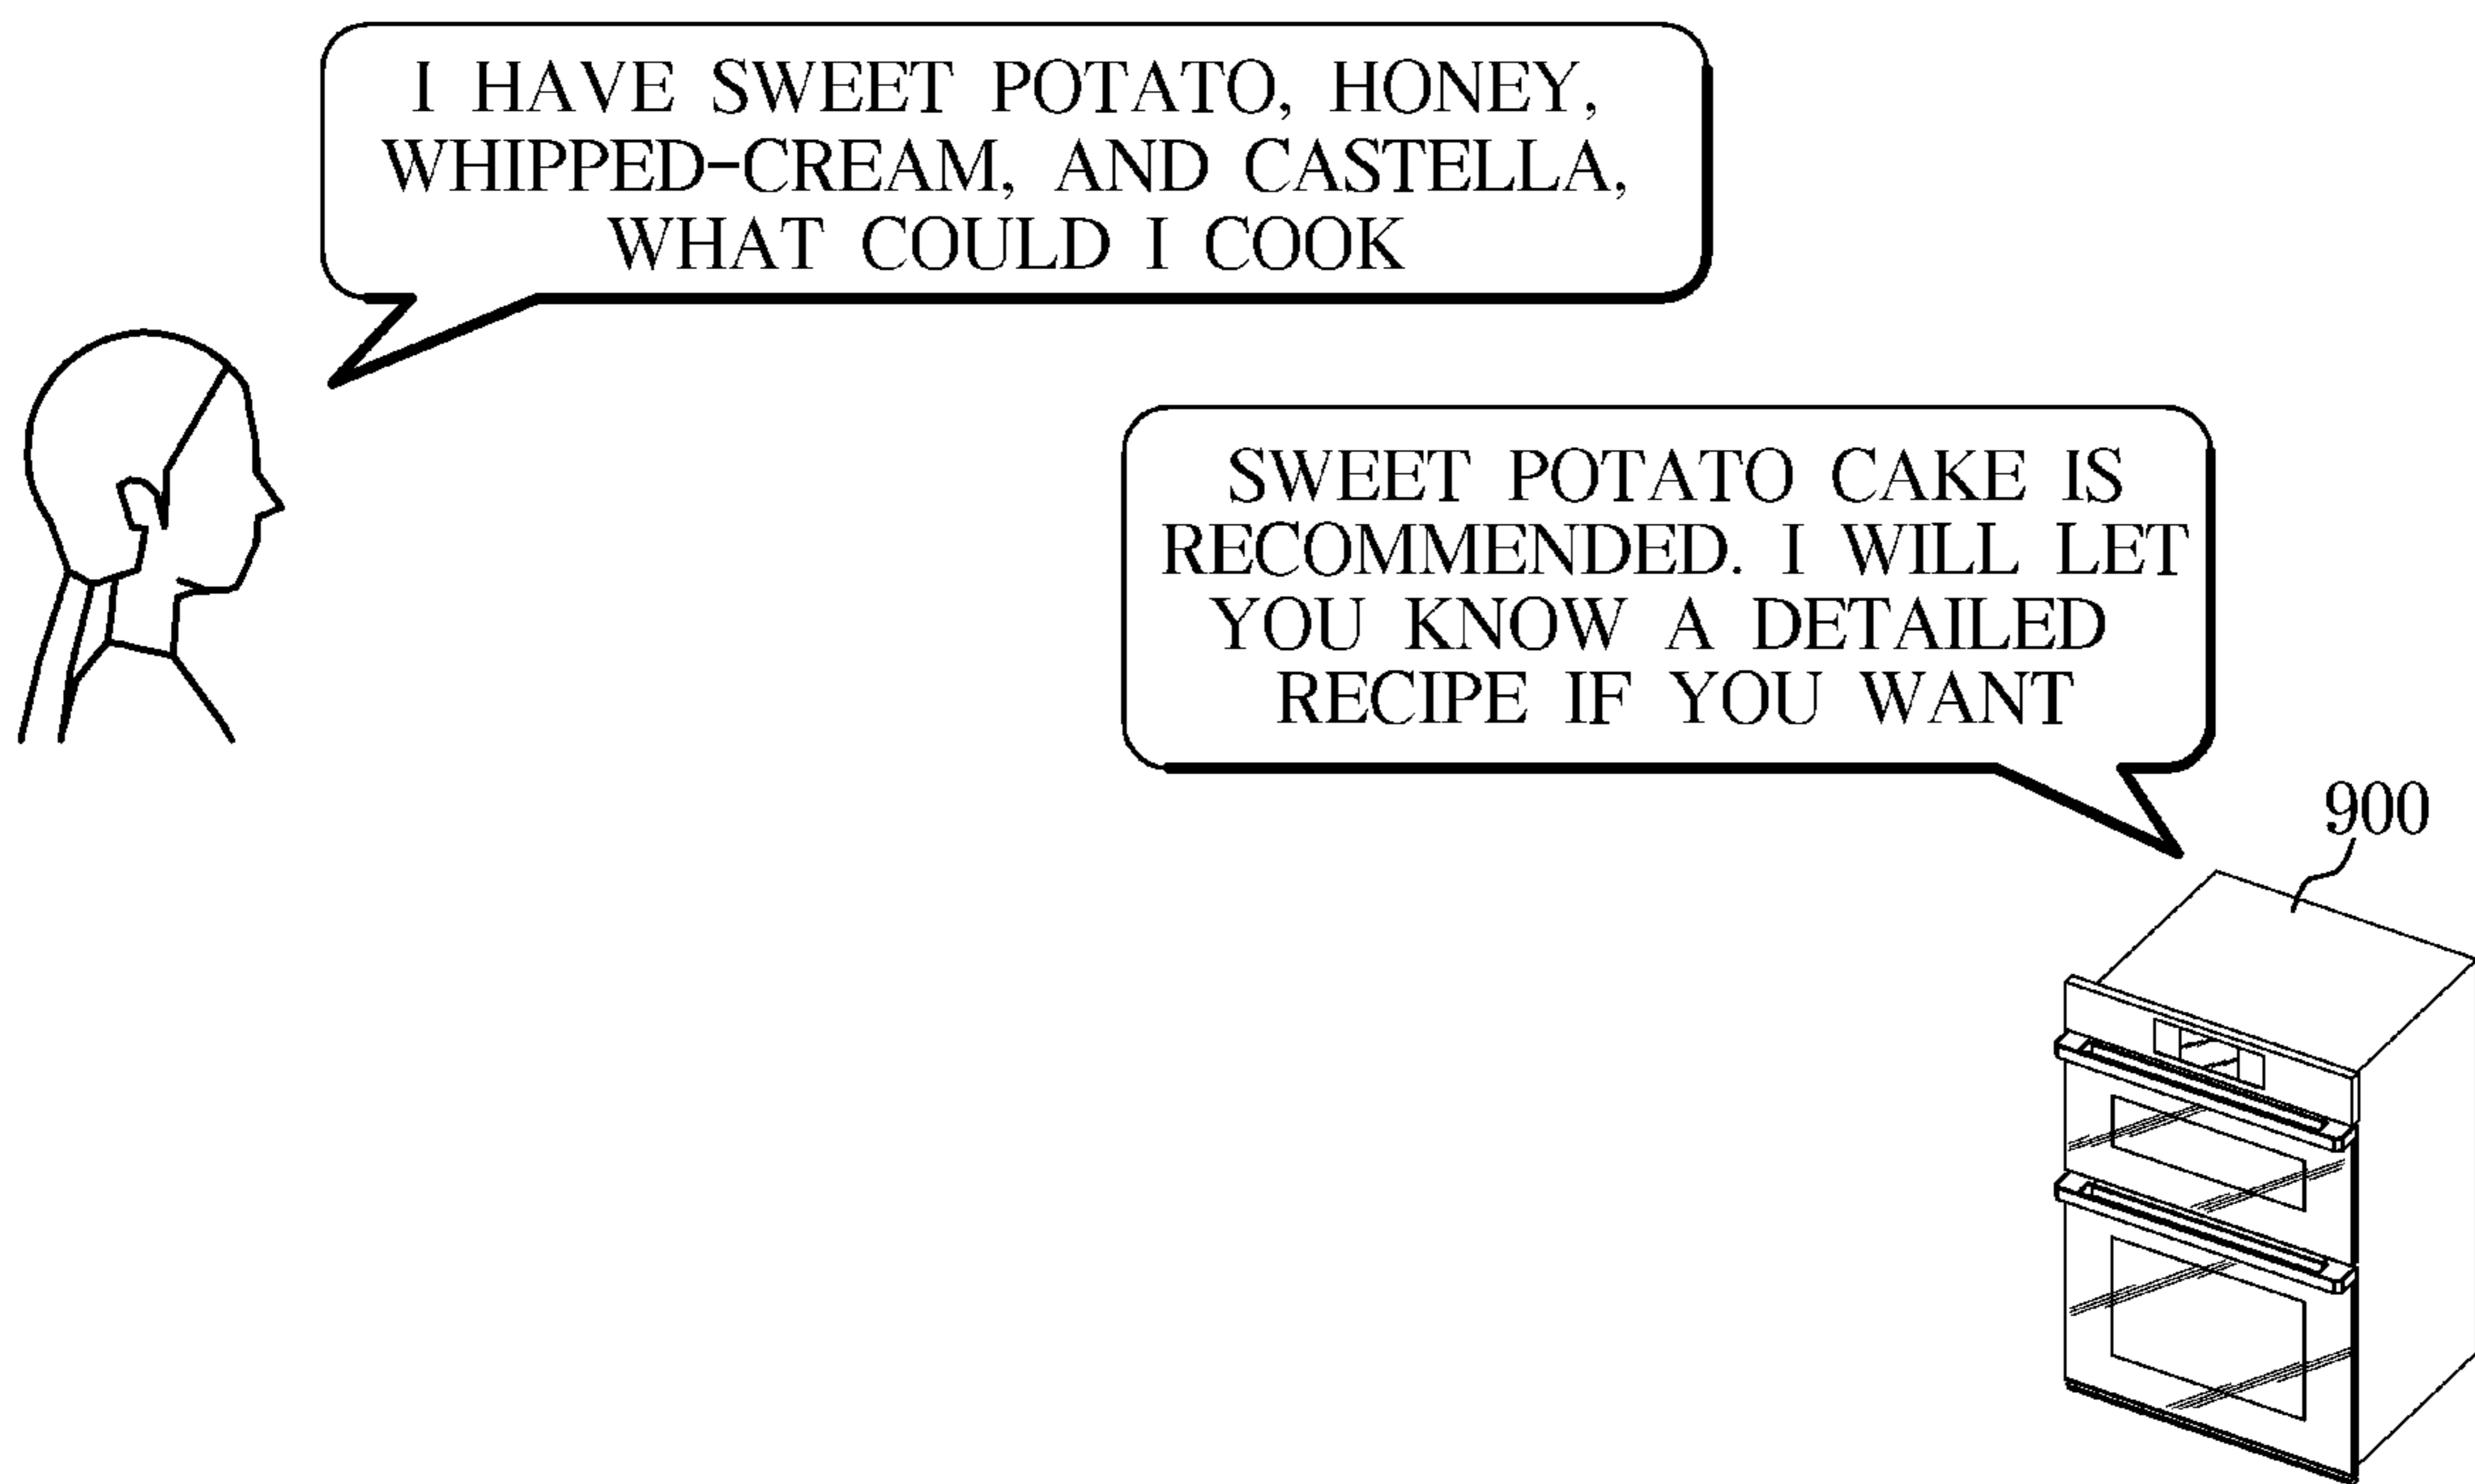 I HAVE SWEET POTATO, HONEY,
WHIPPED-CREAM, AND CASTELLA,
WHAT COULD I COOK
SWEET POTATO CAKE IS
RECOMMENDED. I WILL LET
YOU KNOW A DETAILED
RECIPE IF YOU WANT
900